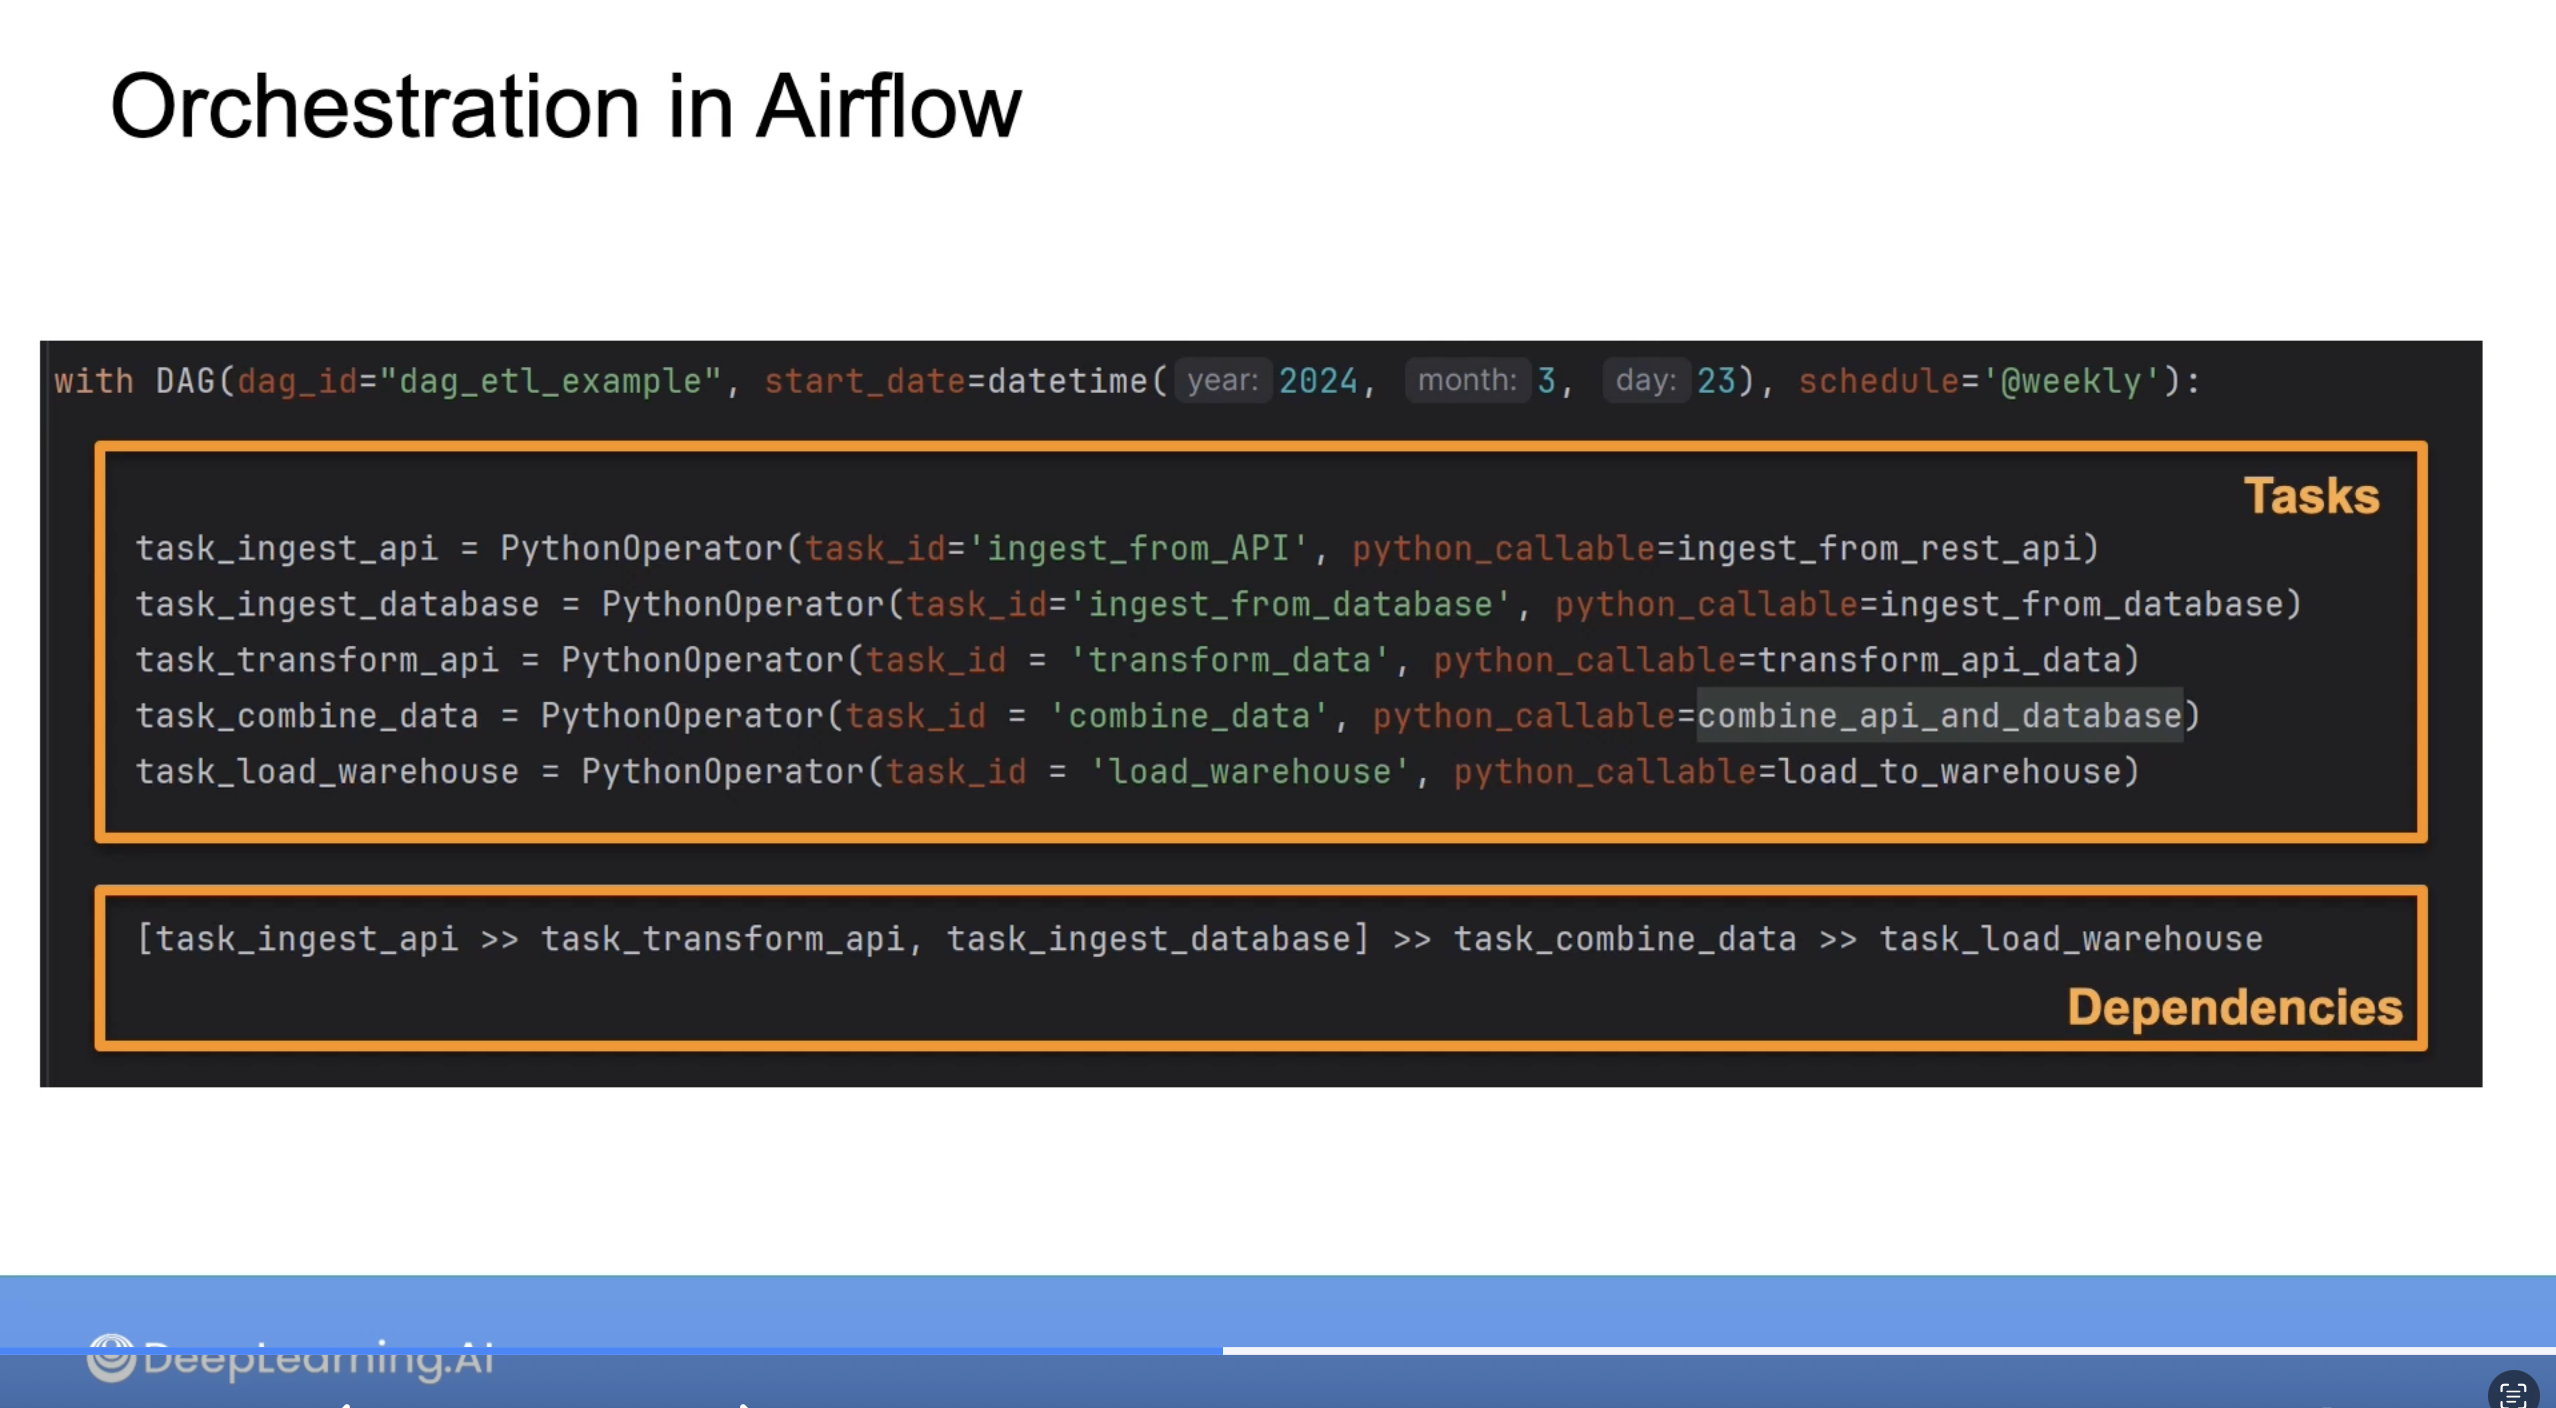 Orchestration in Airflow
with DAG(dag_id="dag_etl_example", start_date=datetime( year: 2024, month: 3, day: 23), schedule='@weekly'):
Tasks
task_ingest_api = PythonOperator(task_id='ingest_from_API', python_callable=ingest_from_rest_api)
task_ingest_database = PythonOperator(task_id='ingest_from_database', python_callable=ingest_from_database)
task_transform_api = PythonOperator(task_id = 'transform_data', python_callable=transform_api_data)
task_combine_data = PythonOperator(task_id = 'combine_data', python_callable=combine_api_and_database)
task_load_warehouse = PythonOperator(task_id = 'load_warehouse', python_callable=load_to_warehouse)
[task_ingest_api >> task_transform_api, task_ingest_database] >> task_combine_data >> task_load_warehouse
Dependencies
DeepLearning.AI